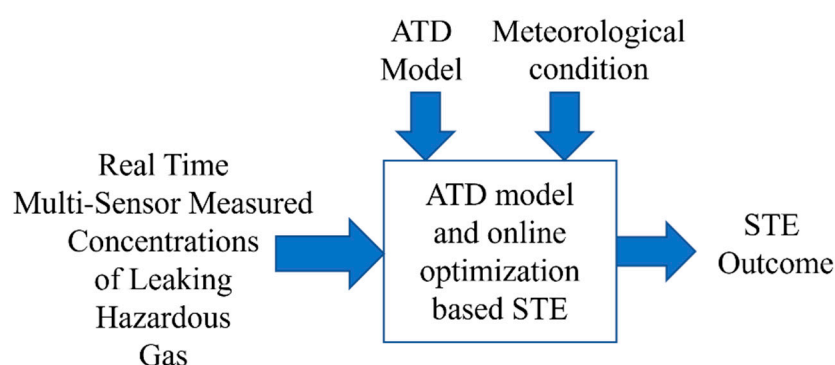 ATD
Model
Meteorological
condition
Real Time
Multi-Sensor Measured
Concentrations
of Leaking
Hazardous
Gas
ATD model
and online
optimization
based STE
STE
Outcome